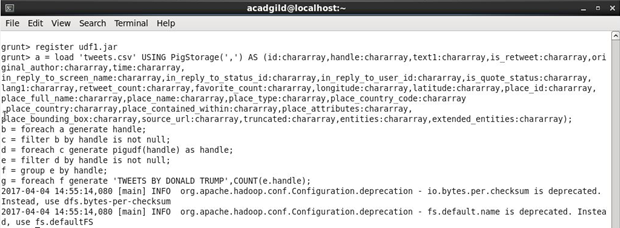 acadgild@localhost:~
File Edit View Search Terminal Help
grunt> register udf1.jar
grunt> a = load 'tweets.csv' USING PigStorage(',') AS (id:chararray,handle:chararray,text1:chararray,is_retweet:chararray,ori
ginal_author:chararray,time:chararray,
in_reply_to_screen_name:chararray,in_reply_to_status_id:chararray,in_reply_to_user_id:chararray,is_quote_status:chararray,
lang1:chararray,retweet_count:chararray,favorite_count:chararray,longitude:chararray,latitude:chararray,place_id:chararray,
place_full_name:chararray,place_name:chararray,place_type:chararray,place_country_code:chararray
,place_country:chararray,place_contained_within:chararray,place_attributes:chararray,
place_bounding_box:chararray,source_url:chararray,truncated:chararray,entities:chararray,extended_entities:chararray);
b = foreach a generate handle;
c = filter b by handle is not null;
d = foreach c generate pigudf(handle) as handle;
e = filter d by handle is not null;
f = group e by handle;
g = foreach f generate 'TWEETS BY DONALD TRUMP',COUNT(e.handle);
2017-04-04 14:55:14,080 [main] INFO  org.apache.hadoop.conf.Configuration.deprecation - io.bytes.per.checksum is deprecated.
Instead, use dfs.bytes-per-checksum
2017-04-04 14:55:14,080 [main] INFO  org.apache.hadoop.conf.Configuration.deprecation - fs.default.name is deprecated. Instea
d, use fs.defaultFS